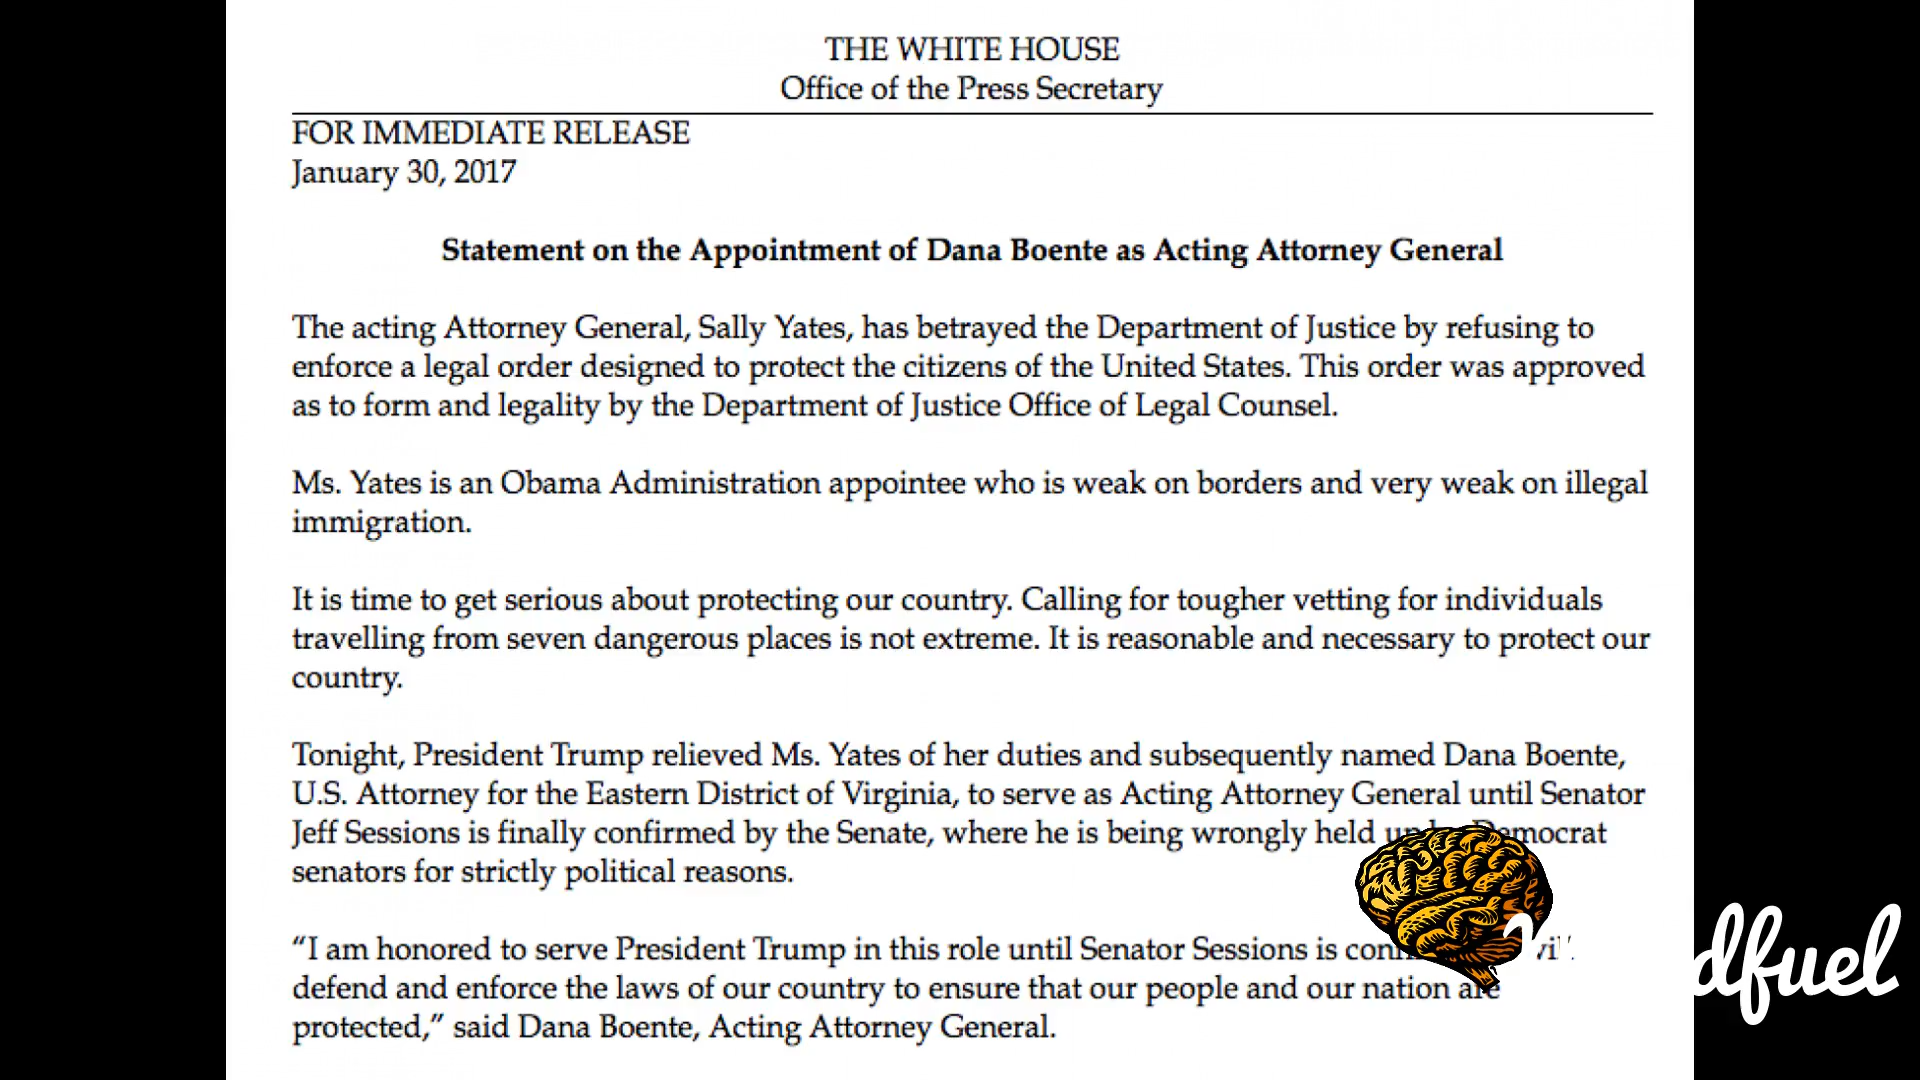 THE WHITE HOUSE
Office of the Press Secretary
FOR IMMEDIATE RELEASE
January 30, 2017
Statement on the Appointment of Dana Boente as Acting Attorney General
The acting Attorney General, Sally Yates, has betrayed the Department of Justice by refusing to
enforce a legal order designed to protect the citizens of the United States. This order was approved
as to form and legality by the Department of Justice Office of Legal Counsel.
Ms. Yates is an Obama Administration appointee who is weak on borders and very weak on illegal
immigration.
It is time to get serious about protecting our country. Calling for tougher vetting for individuals
travelling from seven dangerous places is not extreme. It is reasonable and necessary to protect our
country.
Tonight, President Trump relieved Ms. Yates of her duties and subsequently named Dana Boente,
U.S. Attorney for the Eastern District of Virginia, to serve as Acting Attorney General until Senator
Jeff Sessions is finally confirmed by the Senate, where he is being wrongly held Democrat
senators for strictly political reasons.
“I am honored to serve President Trump in this role until Senator Sessions is
defend and enforce the laws of our country to ensure that our people and our nation are
protected,” said Dana Boente, Acting Attorney General.
dfuel